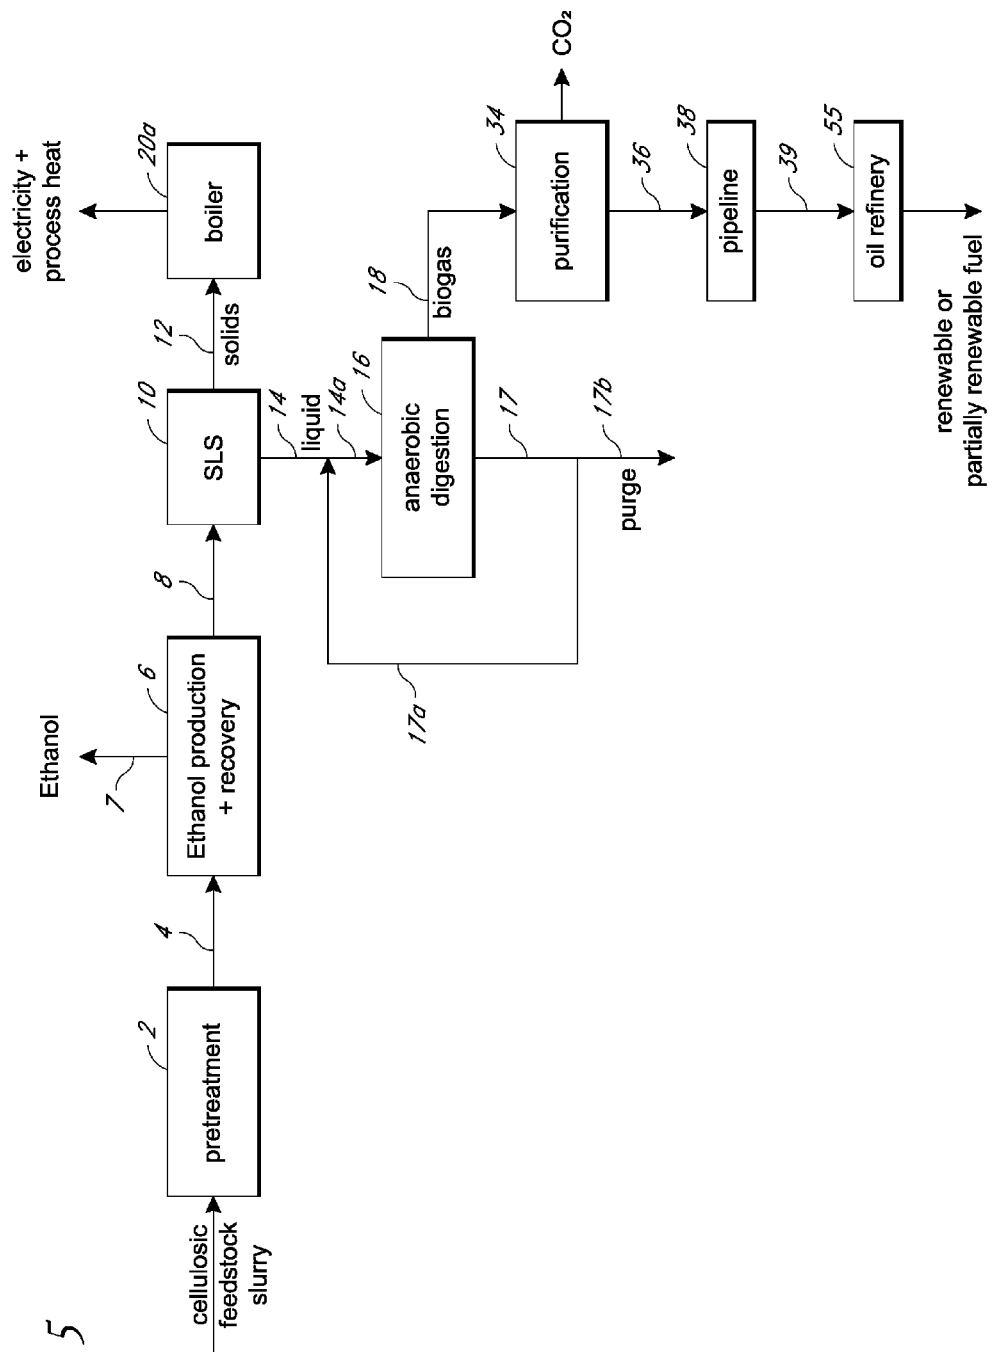 5
cellulosic
feedstock
slurry
2
pretreatment
4
Ethanol
7
6
Ethanol production
+ recovery
8
10
SLS
12
solids
electricity +
process heat
20a
boiler
14
liquid
14a
16
anaerobic
digestion
17
17a
17b
purge
18
biogas
34
purification
CO₂
36
38
pipeline
39
55
oil refinery
renewable or
partially renewable fuel